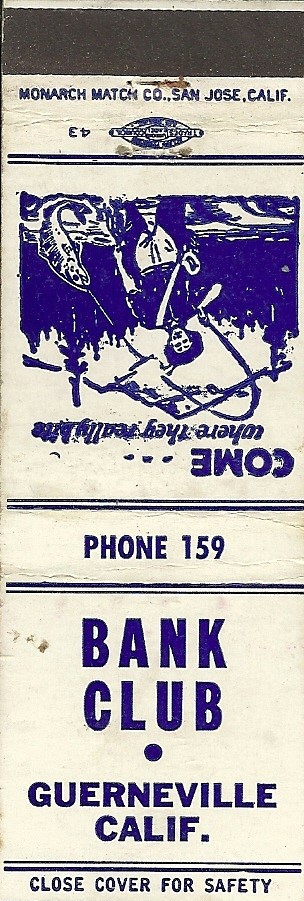 MONARCH MATCH CO., SAN JOSE, CALIF.
43
COME ...
where they really bite
PHONE 159
BANK
CLUB
•
GUERNEVILLE
CALIF.
CLOSE COVER FOR SAFETY